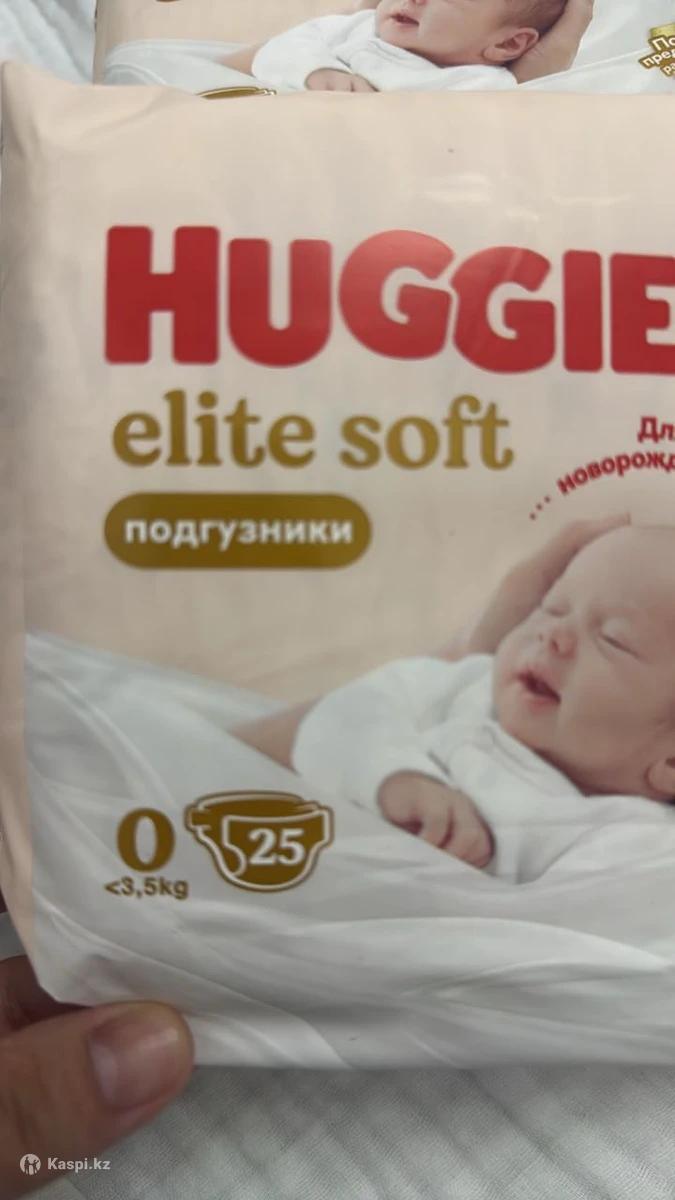 HUGGIE
elite soft
Дл
... новорожд
подгузники
0
25
<3,5kg
Kaspi.kz